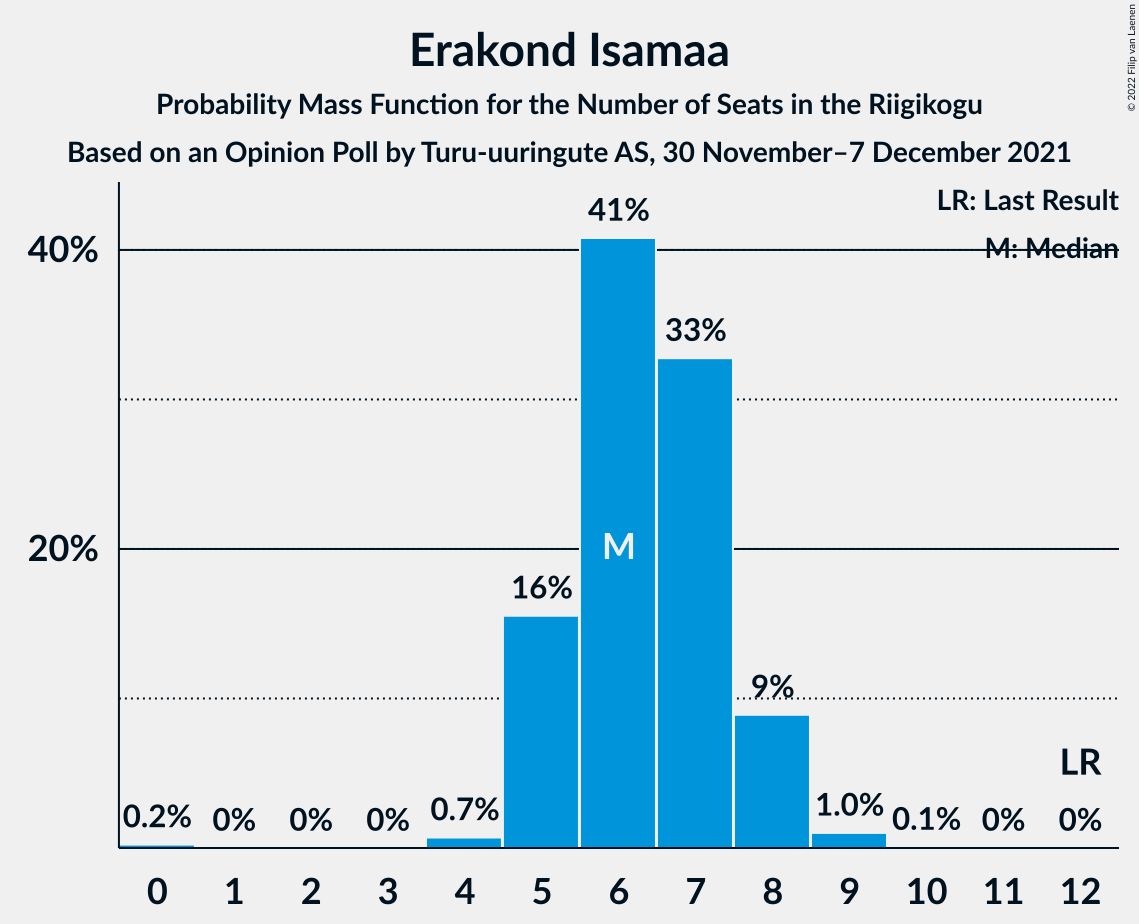 Erakond Isamaa
Probability Mass Function for the Number of Seats in the Riigikogu
Based on an Opinion Poll by Turu-uuringute AS, 30 November–7 December 2021
© 2022 Filip van Laenen
LR: Last Result
M: Median
40%
20%
0.2%
0%
0%
0%
0.7%
16%
41%
M
33%
9%
1.0%
0.1%
0%
LR
0%
0 1 2 3 4 5 6 7 8 9 10 11 12